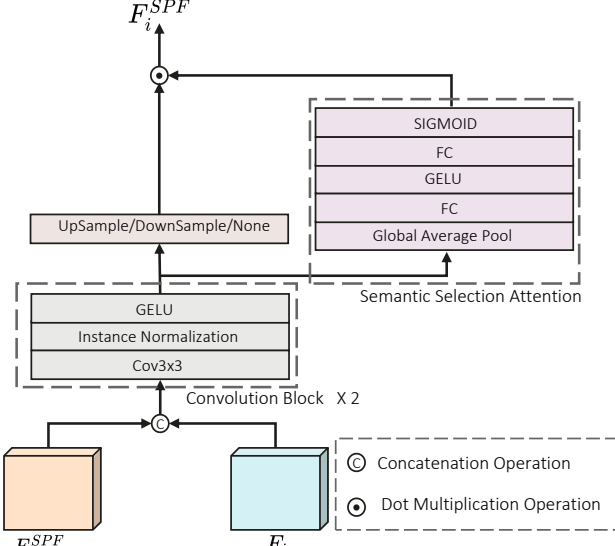 F_i^{SPF}
SIGMOID
FC
GELU
FC
Global Average Pool
UpSample/DownSample/None
Semantic Selection Attention
GELU
Instance Normalization
Cov3x3
Convolution Block X 2
C
C Concatenation Operation
Dot Multiplication Operation